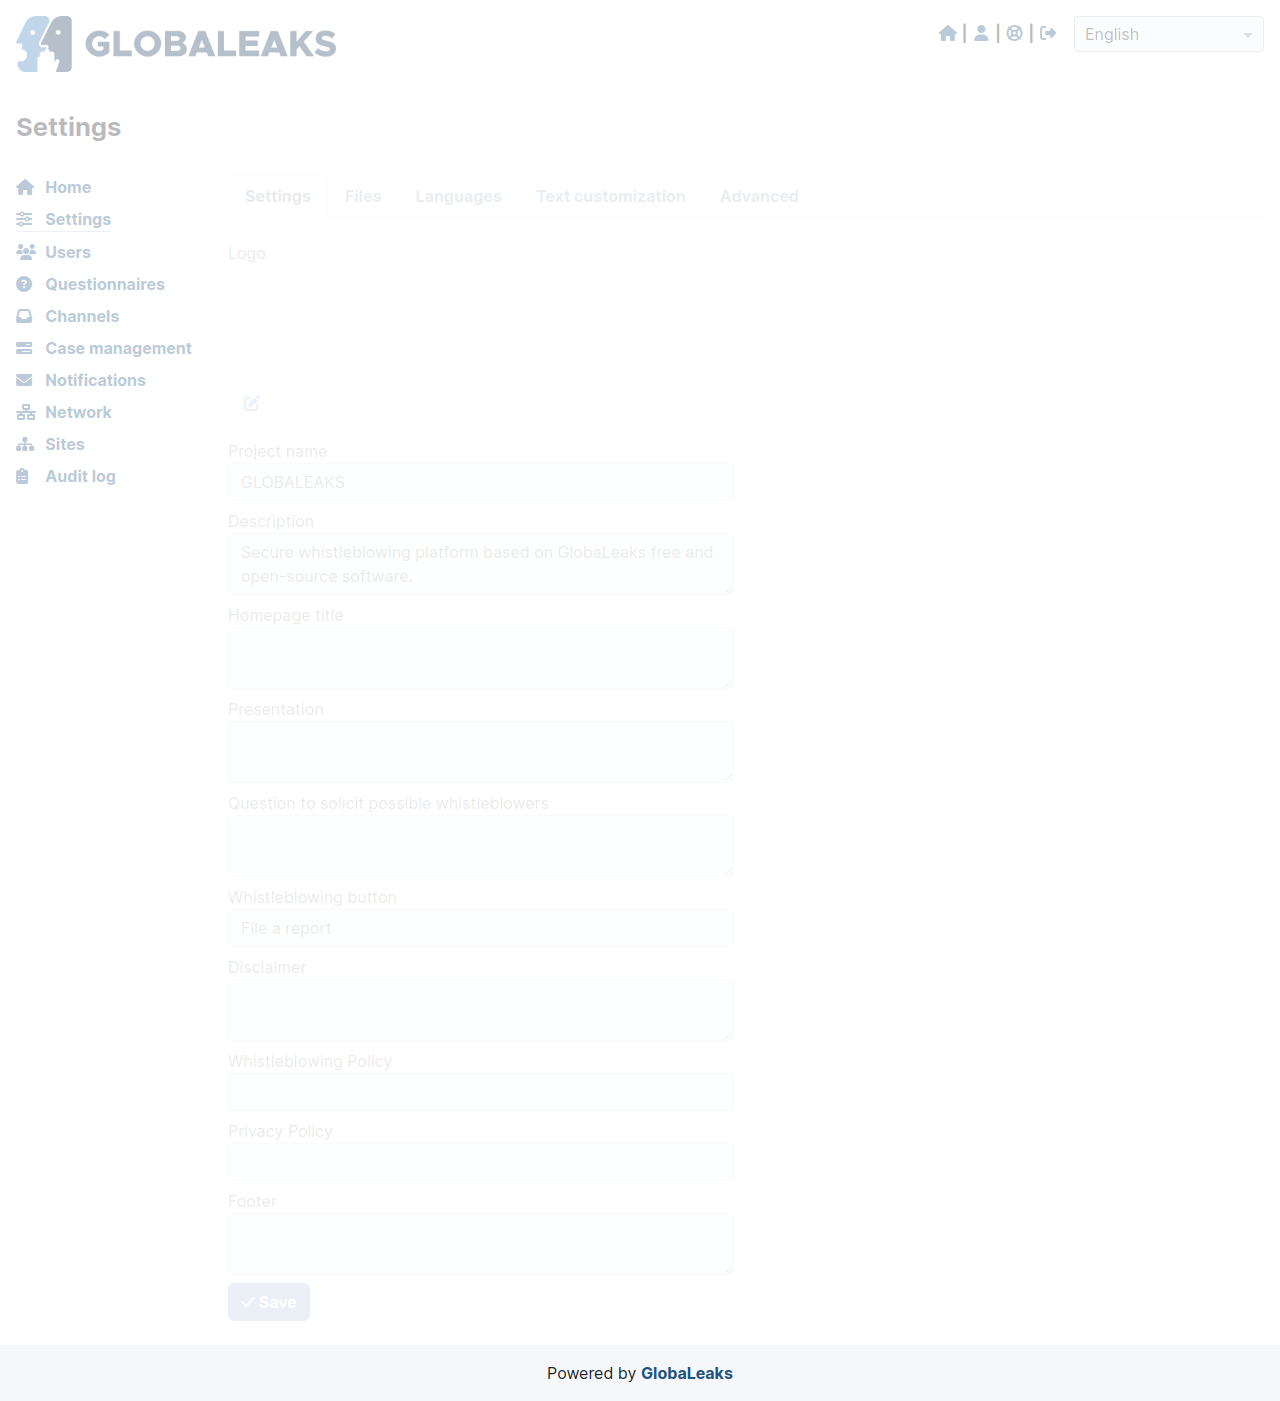 GLOBALEAKS
English
Settings
Home
Settings
Users
Questionnaires
Channels
Case management
Notifications
Network
Sites
Audit log
Settings Files Languages Text customization Advanced
Logo
Project name
GLOBALEAKS
Description
Secure whistleblowing platform based on GlobaLeaks free and
open-source software.
Homepage title
Presentation
Question to solicit possible whistleblowers
Whistleblowing button
File a report
Disclaimer
Whistleblowing Policy
Privacy Policy
Footer
Save
Powered by GlobaLeaks